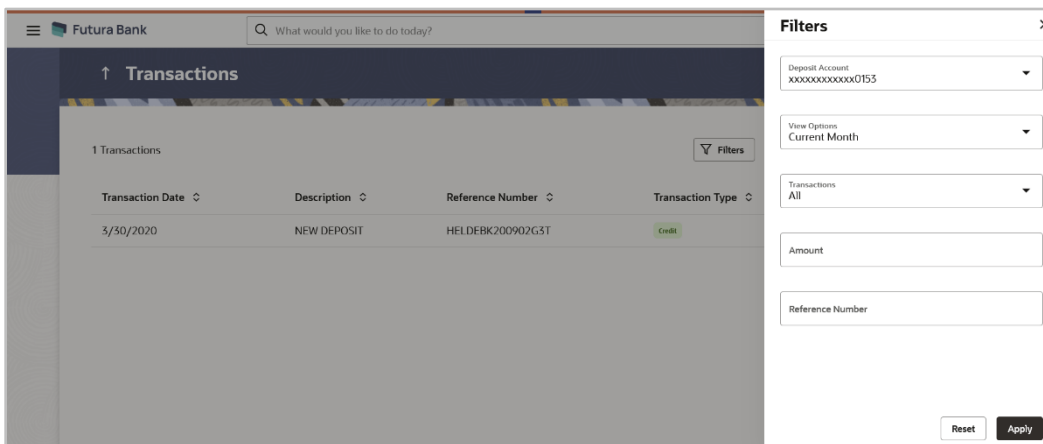 Futura Bank
What would you like to do today?
↑ Transactions
1 Transactions
Filters
Transaction Date
Description
Reference Number
Transaction Type
3/30/2020
NEW DEPOSIT
HELDEBK200902G3T
Credit
Filters
Deposit Account
xxxxxxxxxxxx0153
View Options
Current Month
Transactions
All
Amount
Reference Number
Reset
Apply